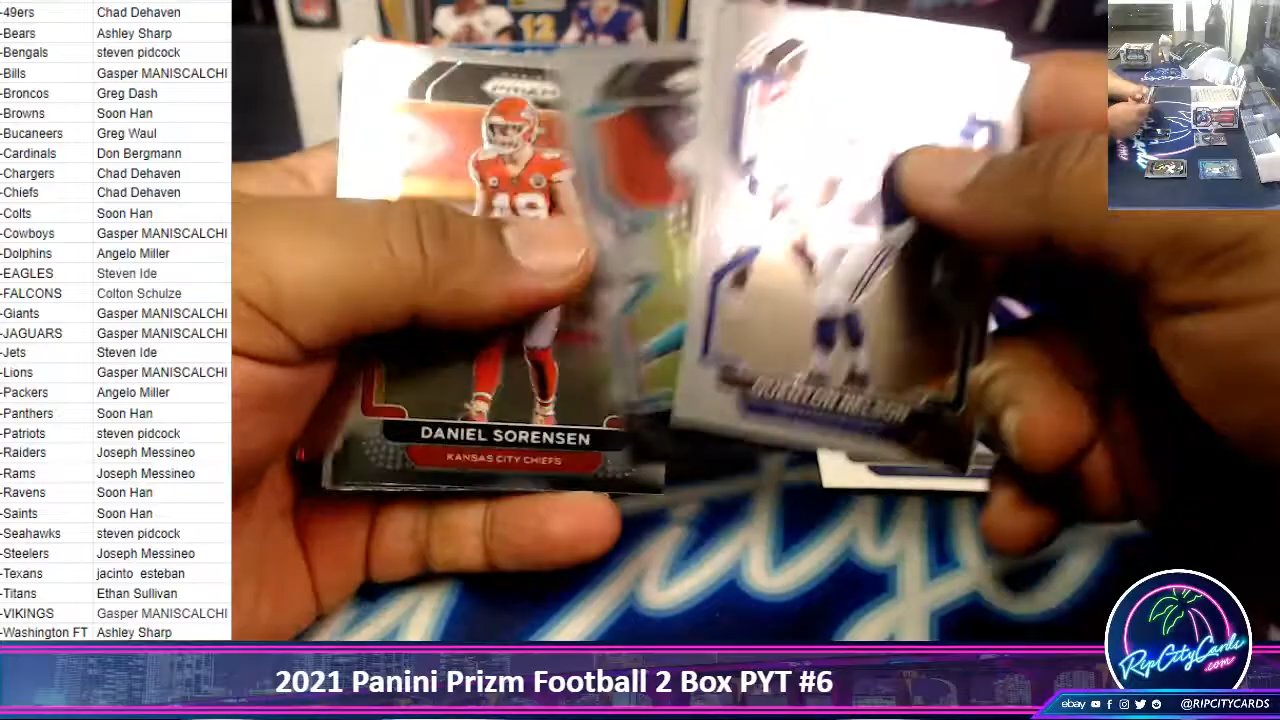 -49ers Chad Dehaven
-Bears Ashley Sharp
-Bengals steven pidcock
-Bills Gasper MANISCALCHI
-Broncos Greg Dash
-Browns Soon Han
-Bucaneers Greg Waul
-Cardinals Don Bergmann
-Chargers Chad Dehaven
-Chiefs Chad Dehaven
-Colts Soon Han
-Cowboys Gasper MANISCALCHI
-Dolphins Angelo Miller
-EAGLES Steven Ide
-FALCONS Colton Schulze
-Giants Gasper MANISCALCHI
-JAGUARS Gasper MANISCALCHI
-Jets Steven Ide
-Lions Gasper MANISCALCHI
-Packers Angelo Miller
-Panthers Soon Han
-Patriots steven pidcock
-Raiders Joseph Messineo
-Rams Joseph Messineo
-Ravens Soon Han
-Saints Soon Han
-Seahawks steven pidcock
-Steelers Joseph Messineo
-Texans jacinto esteban
-Titans Ethan Sullivan
-VIKINGS Gasper MANISCALCHI
-Washington FT Ashley Sharp
12
PRIZM
DANIEL SORENSEN
KANSAS CITY CHIEFS
QUENTON NELSON
RipCityCards
.com
2021 Panini Prizm Football 2 Box PYT #6
ebay @RIPCITYCARDS